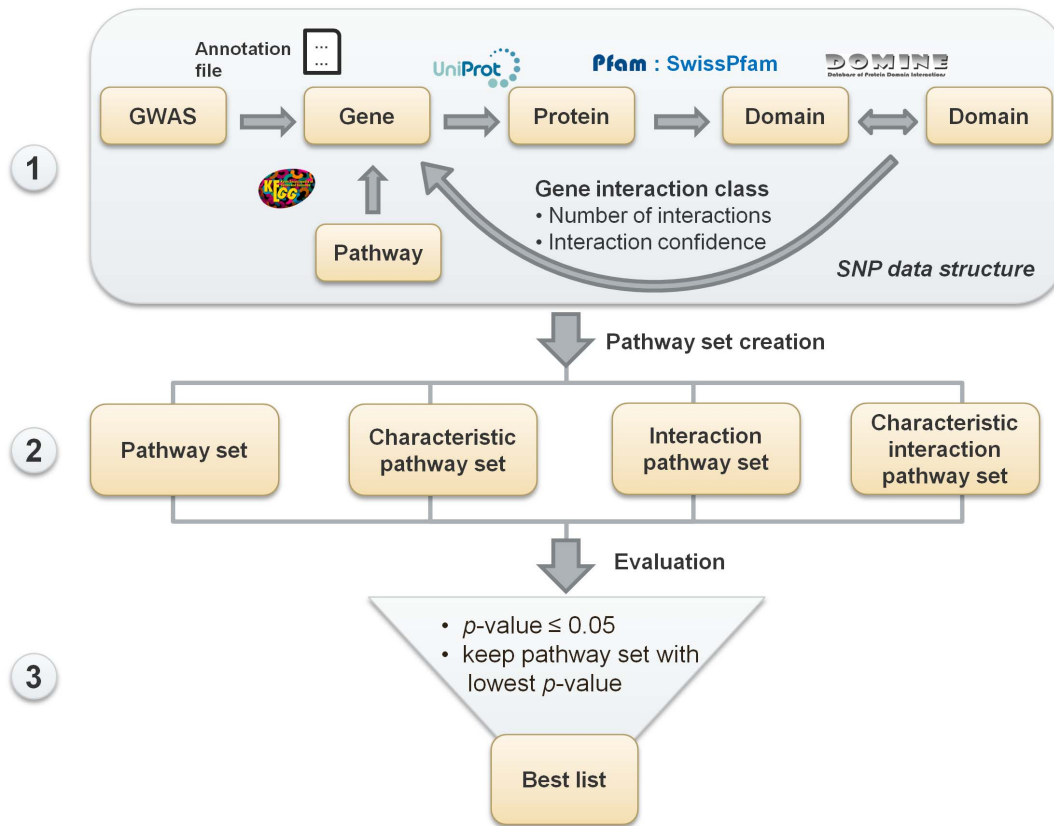 1
Annotation
file
...
...
UniProt
Pfam : SwissPfam
DOMINE
Database of Protein Domain Interactions
GWAS
Gene
Protein
Domain
Domain
KEGG
Pathway
Gene interaction class
• Number of interactions
• Interaction confidence
SNP data structure
Pathway set creation
2
Pathway set
Characteristic
pathway set
Interaction
pathway set
Characteristic
interaction
pathway set
Evaluation
3
• p-value ≤ 0.05
• keep pathway set with
lowest p-value
Best list